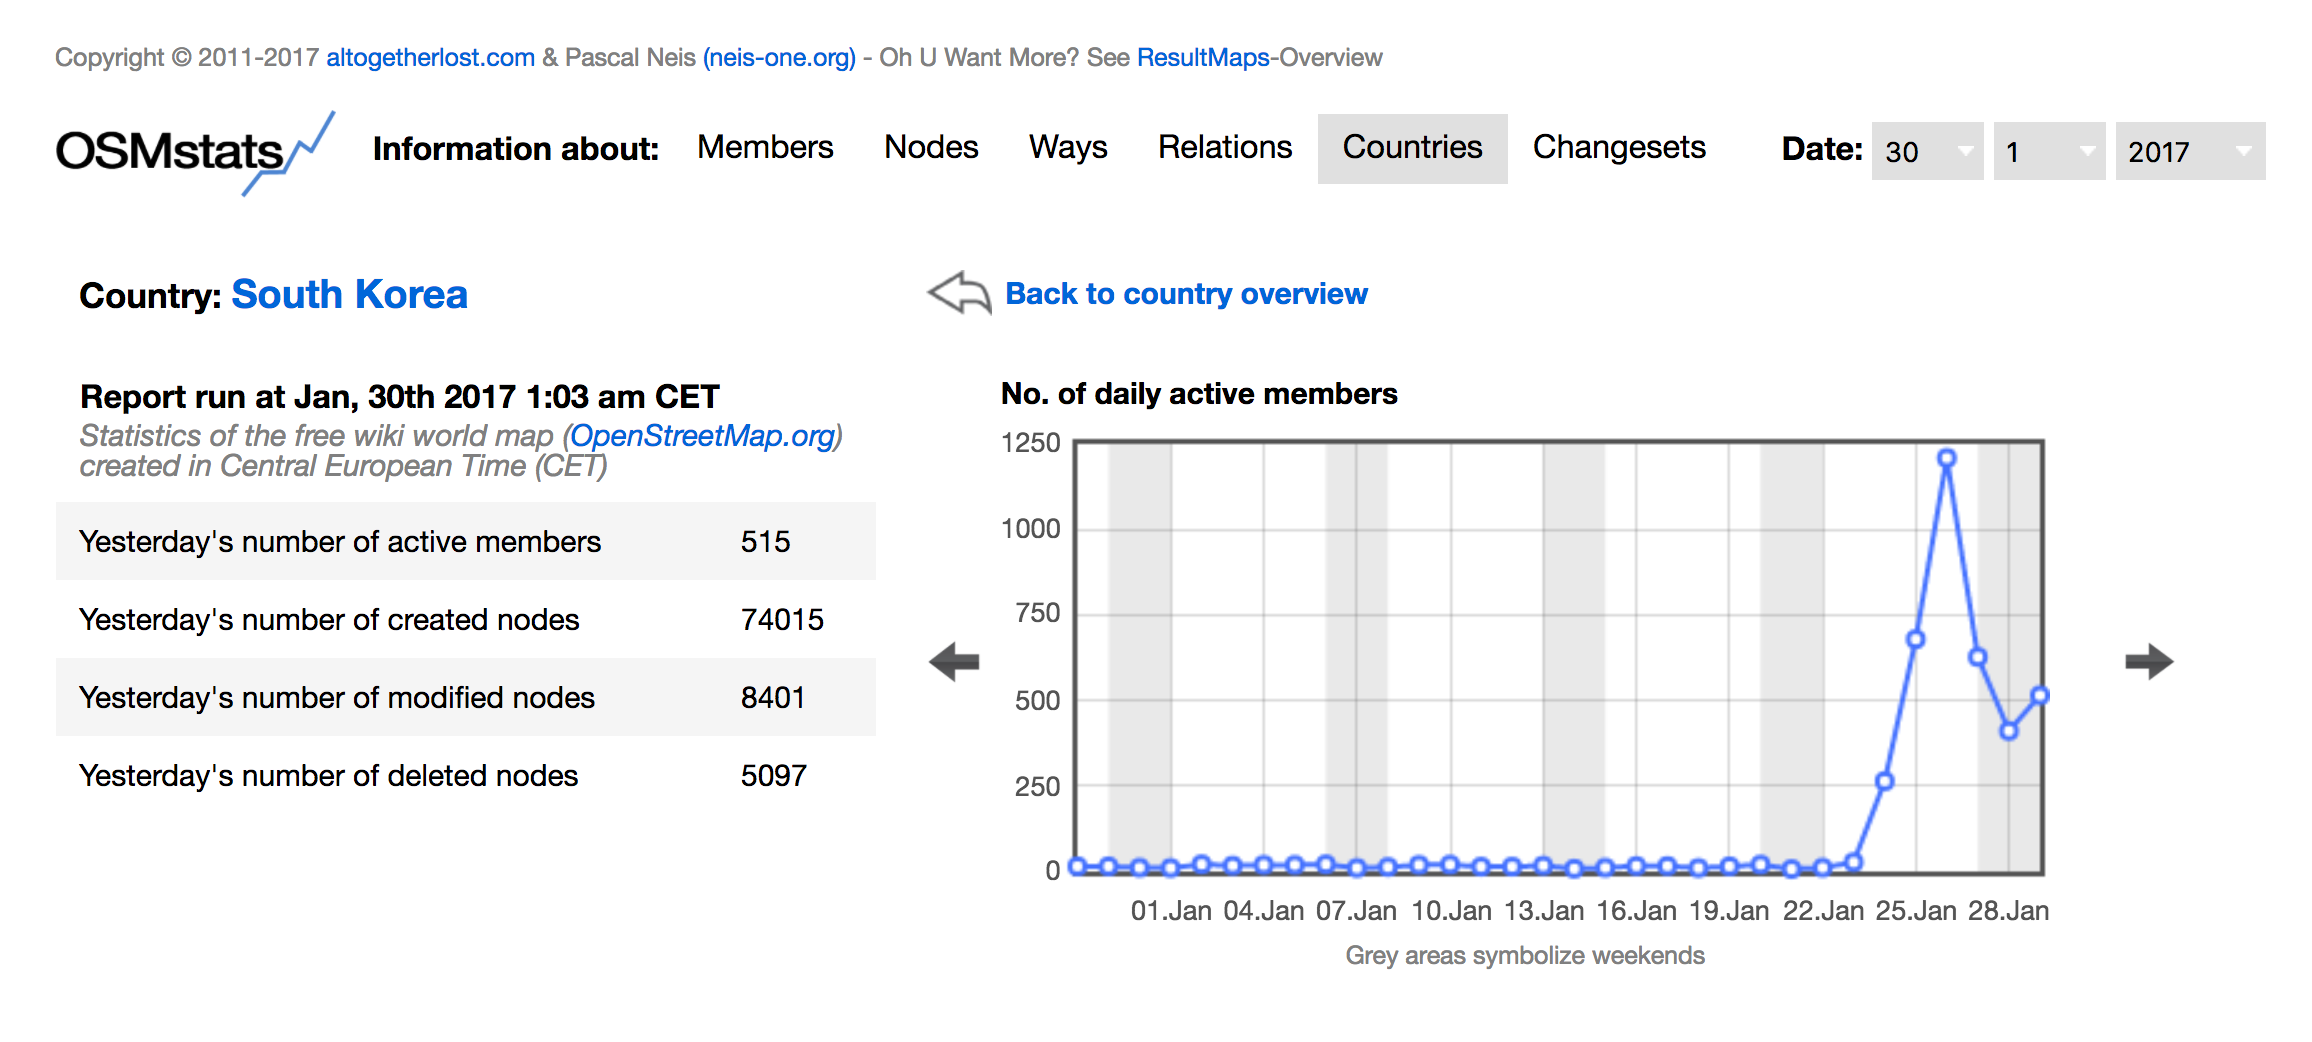 Copyright © 2011-2017 altogetherlost.com & Pascal Neis (neis-one.org) - Oh U Want More? See ResultMaps-Overview
OSMstats Information about: Members Nodes Ways Relations Countries Changesets Date: 30 1 2017
Country: South Korea
Back to country overview
Report run at Jan, 30th 2017 1:03 am CET
Statistics of the free wiki world map (OpenStreetMap.org)
created in Central European Time (CET)
Yesterday's number of active members 515
Yesterday's number of created nodes 74015
Yesterday's number of modified nodes 8401
Yesterday's number of deleted nodes 5097
No. of daily active members
1250
1000
750
500
250
0
01.Jan 04.Jan 07.Jan 10.Jan 13.Jan 16.Jan 19.Jan 22.Jan 25.Jan 28.Jan
Grey areas symbolize weekends